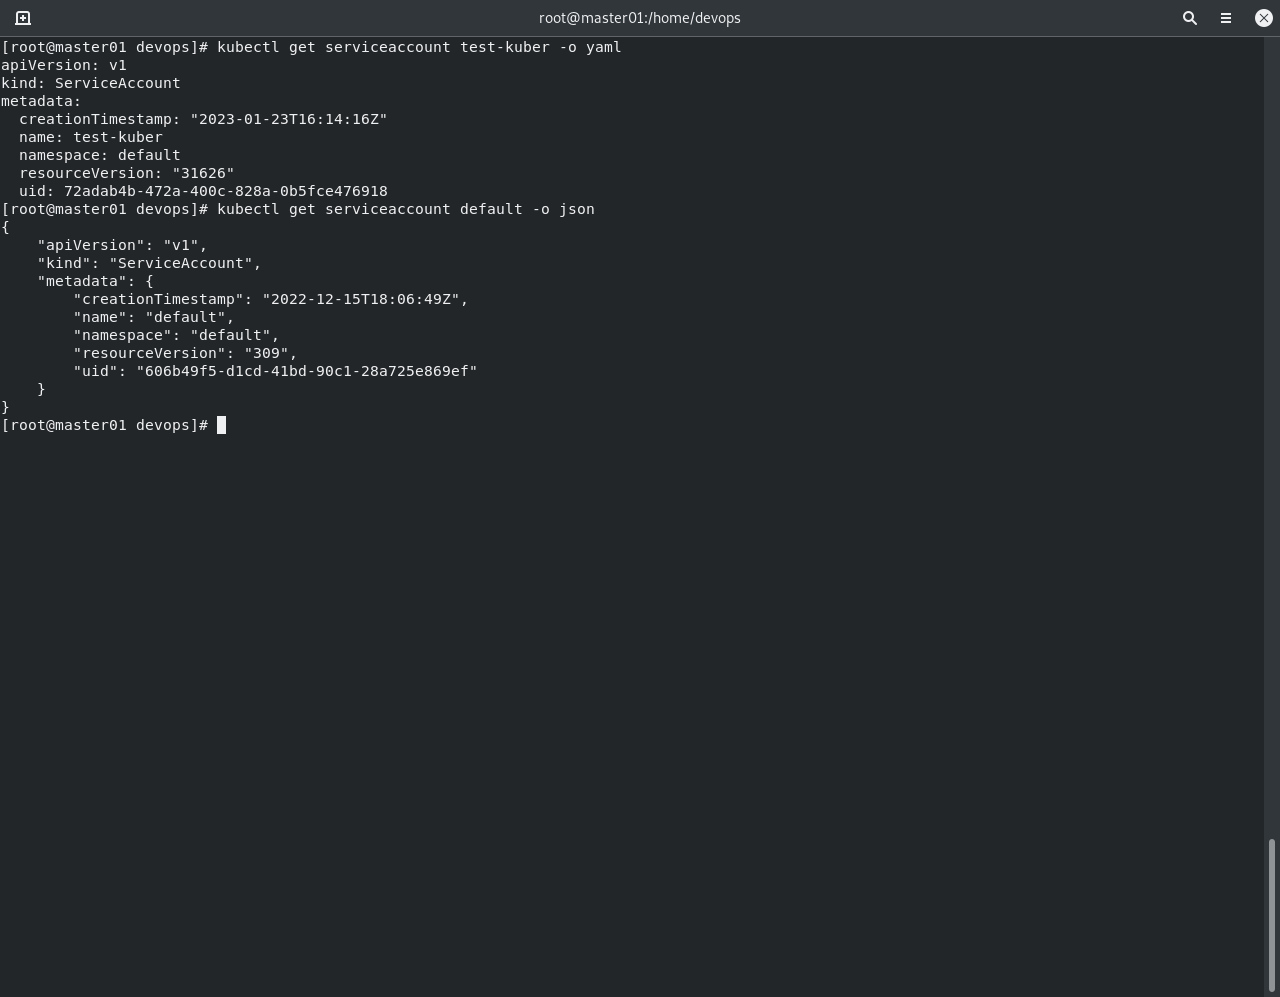 root@master01:/home/devops
[root@master01 devops]# kubectl get serviceaccount test-kuber -o yaml
apiVersion: v1
kind: ServiceAccount
metadata:
  creationTimestamp: "2023-01-23T16:14:16Z"
  name: test-kuber
  namespace: default
  resourceVersion: "31626"
  uid: 72adab4b-472a-400c-828a-0b5fce476918
[root@master01 devops]# kubectl get serviceaccount default -o json
{
    "apiVersion": "v1",
    "kind": "ServiceAccount",
    "metadata": {
        "creationTimestamp": "2022-12-15T18:06:49Z",
        "name": "default",
        "namespace": "default",
        "resourceVersion": "309",
        "uid": "606b49f5-d1cd-41bd-90c1-28a725e869ef"
    }
}
[root@master01 devops]#